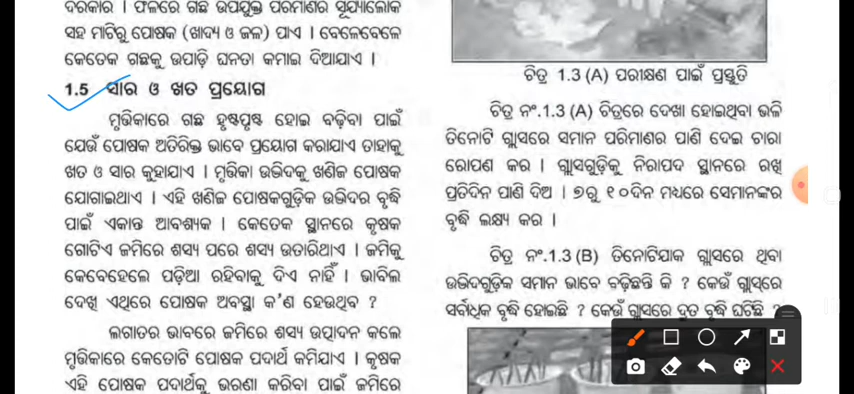 ଦରକାର । ଫଳରେ ଗଛ ଉପଯୁକ୍ତ ପରିମାଣର ସୂର୍ଯ୍ୟାଲୋକ
ସହ ମାଟିରୁ ପୋଷକ (ଖାଦ୍ୟ ଓ ଜଳ) ପାଏ । ବେଳେବେଳେ
କେତେକ ଗଛକୁ ଉପାଡ଼ି ଘନତା କମାଇ ଦିଆଯାଏ ।
1.5 ସାର ଓ ଖତ ପ୍ରୟୋଗ
ମୃତ୍ତିକାରେ ଗଛ ହୃଷ୍ଟପୃଷ୍ଟ ହୋଇ ବଢ଼ିବା ପାଇଁ
ଯେଉଁ ପୋଷକ ଅତିରିକ୍ତ ଭାବେ ପ୍ରୟୋଗ କରାଯାଏ ତାହାକୁ
ଖତ ଓ ସାର କୁହାଯାଏ । ମୃତ୍ତିକା ଉଦ୍ଭିଦକୁ ଖଣିଜ ପୋଷକ
ଯୋଗାଇଥାଏ । ଏହି ଖଣିଜ ପୋଷକଗୁଡ଼ିକ ଉଦ୍ଭିଦର ବୃଦ୍ଧି
ପାଇଁ ଏକାନ୍ତ ଆବଶ୍ୟକ । କେତେକ ସ୍ଥାନରେ କୃଷକ
ଗୋଟିଏ ଜମିରେ ଶସ୍ୟ ପରେ ଶସ୍ୟ ଉତାରିଥାଏ । ଜମିକୁ
କେବେହେଲେ ପଡ଼ିଆ ରହିବାକୁ ଦିଏ ନାହିଁ । ଭାବିଲ
ଦେଖି ଏଥିରେ ପୋଷକ ଅବସ୍ଥା କ'ଣ ହେଉଥିବ ?
ଲଗାତର ଭାବରେ ଜମିରେ ଶସ୍ୟ ଉତ୍ପାଦନ କଲେ
ମୃତ୍ତିକାରେ କେତୋଟି ପୋଷକ ପଦାର୍ଥ କମିଯାଏ । କୃଷକ
ଏହି ପୋଷକ ପଦାର୍ଥକୁ ଭରଣା କରିବା ପାଇଁ ଜମିରେ
ଚିତ୍ର 1.3 (A) ପରୀକ୍ଷଣ ପାଇଁ ପ୍ରସ୍ତୁତି
ଚିତ୍ର ନଂ.1.3 (A) ଚିତ୍ରରେ ଦେଖା ହୋଇଥିବା ଭଳି
ତିନୋଟି ଗ୍ଲାସରେ ସମାନ ପରିମାଣର ପାଣି ଦେଇ ଚାରା
ରୋପଣ କର । ଗ୍ଲାସଗୁଡ଼ିକୁ ନିରାପଦ ସ୍ଥାନରେ ରଖି
ପ୍ରତିଦିନ ପାଣି ଦିଅ । ୭ରୁ ୧୦ଦିନ ମଧ୍ୟରେ ସେମାନଙ୍କର
ବୃଦ୍ଧି ଲକ୍ଷ୍ୟ କର ।
ଚିତ୍ର ନଂ.1.3 (B) ତିନୋଟିଯାକ ଗ୍ଲାସରେ ଥିବା
ଉଦ୍ଭିଦଗୁଡ଼ିକ ସମାନ ଭାବେ ବଢ଼ିଛନ୍ତି କି ? କେଉଁ ଗ୍ଲାସ୍‌ରେ
ସର୍ବାଧିକ ବୃଦ୍ଧି ହୋଇଛି ? କେଉଁ ଗ୍ଲାସରେ ଦ୍ରୁତ ବୃଦ୍ଧି ଘଟିଛି ?